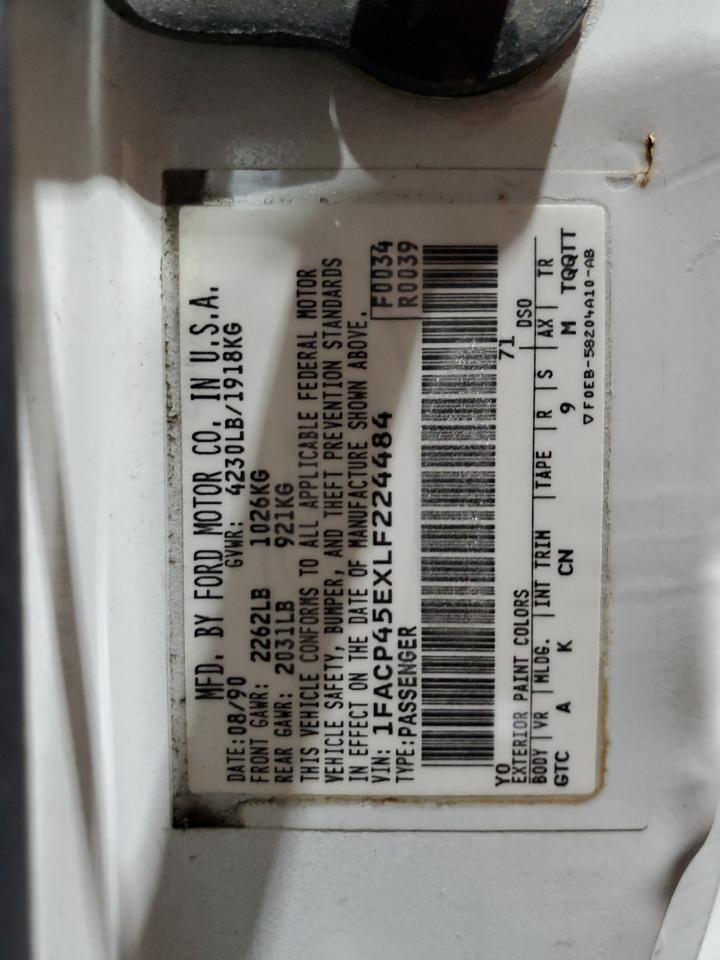 MFD. BY FORD MOTOR CO. IN U.S.A.
DATE: 08/90 GVWR: 4230LB/1918KG
FRONT GAWR: 2262LB 1026KG
REAR GAWR: 2031LB 921KG
THIS VEHICLE CONFORMS TO ALL APPLICABLE FEDERAL MOTOR
VEHICLE SAFETY, BUMPER, AND THEFT PREVENTION STANDARDS
IN EFFECT ON THE DATE OF MANUFACTURE SHOWN ABOVE.
VIN: 1FACP45EXLF224484 F0034
TYPE: PASSENGER R0039
YO 71
EXTERIOR PAINT COLORS DSO
BODY | VR | MLDG. | INT TRIM | TAPE | R | S | AX | TR
GTC A K CN 9 M TQQTT
▽ F0EB-58204A10-AB